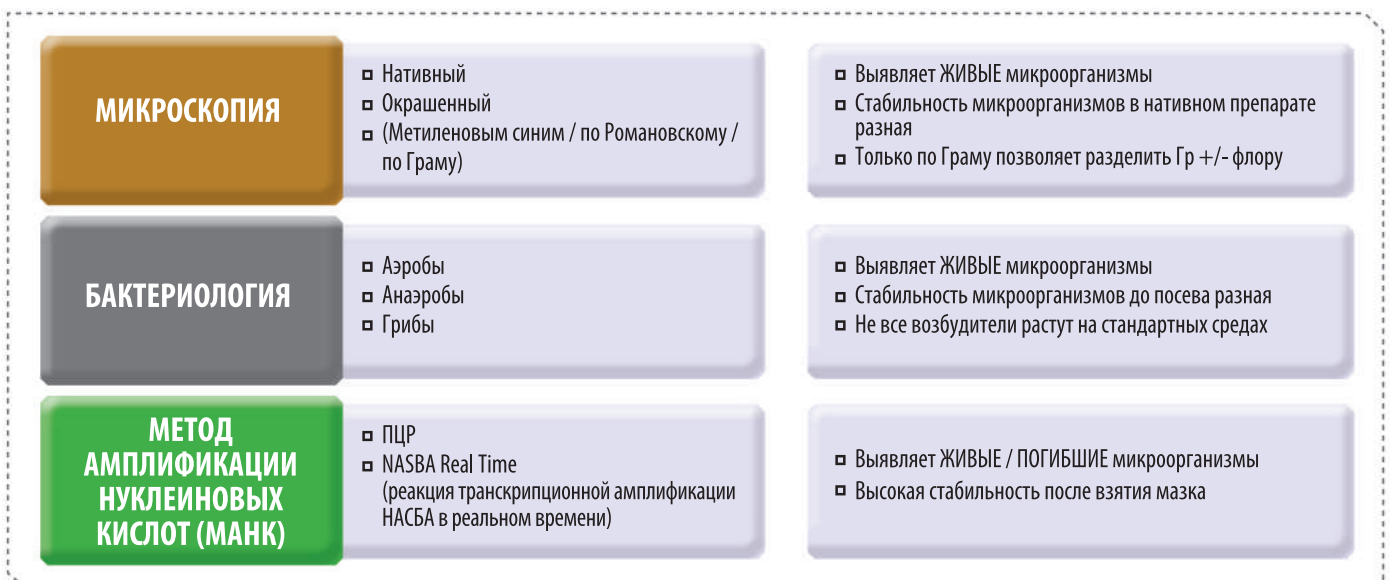 МИКРОСКОПИЯ
Нативный
Окрашенный
(Метиленовым синим / по Романовскому /
по Граму)
Выявляет ЖИВЫЕ микроорганизмы
Стабильность микроорганизмов в нативном препарате
разная
Только по Граму позволяет разделить Гр +/- флору
БАКТЕРИОЛОГИЯ
Аэробы
Анаэробы
Грибы
Выявляет ЖИВЫЕ микроорганизмы
Стабильность микроорганизмов до посева разная
Не все возбудители растут на стандартных средах
МЕТОД
АМПЛИФИКАЦИИ
НУКЛЕИНОВЫХ
КИСЛОТ (МАНК)
ПЦР
NASBA Real Time
(реакция транскрипционной амплификации
НАСБА в реальном времени)
Выявляет ЖИВЫЕ / ПОГИБШИЕ микроорганизмы
Высокая стабильность после взятия мазка